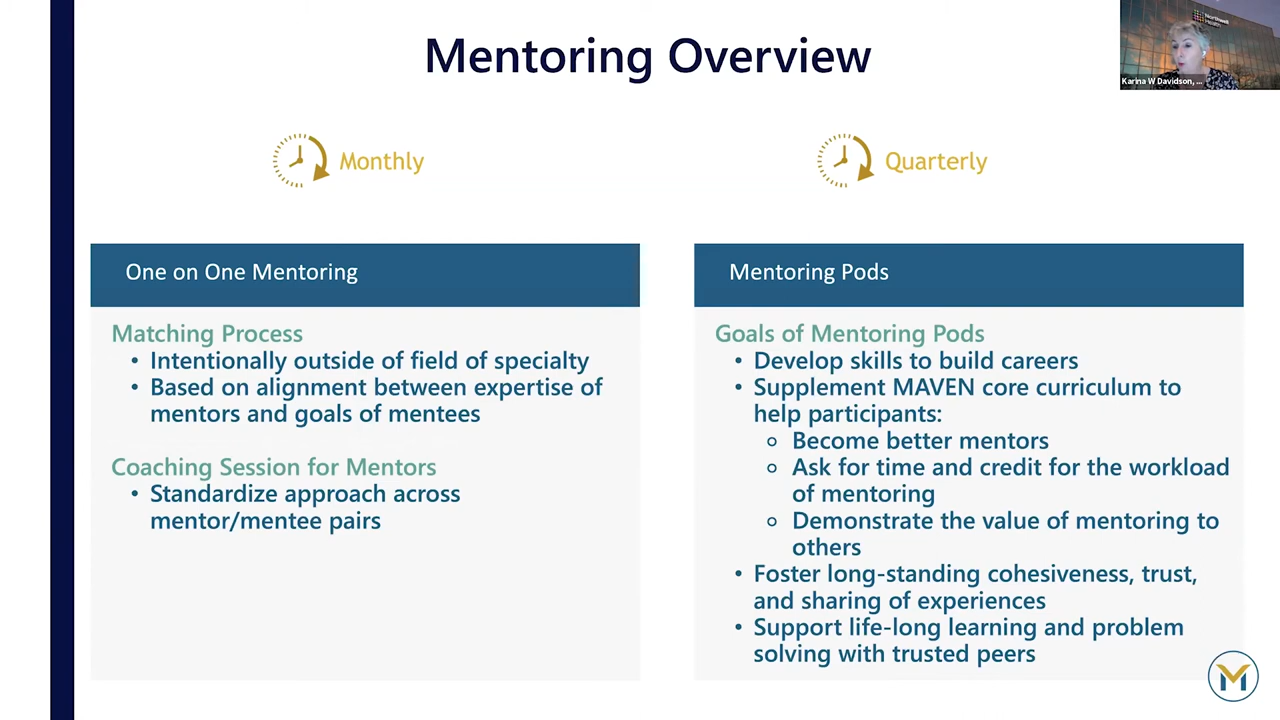 Mentoring Overview
Northwell
Health
Karina W Davidson, ...
Monthly
Quarterly
One on One Mentoring
Matching Process
• Intentionally outside of field of specialty
• Based on alignment between expertise of
mentors and goals of mentees
Coaching Session for Mentors
• Standardize approach across
mentor/mentee pairs
Mentoring Pods
Goals of Mentoring Pods
• Develop skills to build careers
• Supplement MAVEN core curriculum to
help participants:
o Become better mentors
o Ask for time and credit for the workload
of mentoring
o Demonstrate the value of mentoring to
others
• Foster long-standing cohesiveness, trust,
and sharing of experiences
• Support life-long learning and problem
solving with trusted peers
M